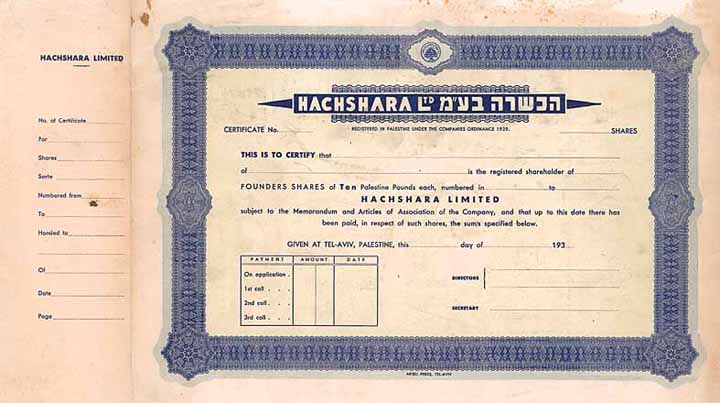 HACHSHARA LIMITED
No. of Certificate
For
Shares
Sorte
Numbered from
To
Handed to
Of
Date
Page
HACHSHARA LTD הכשרה בע"מ
CERTIFICATE No. SHARES
REGISTERED IN PALESTINE UNDER THE COMPANIES ORDINANCE 1929.
THIS IS TO CERTIFY that
of is the registered shareholder of
FOUNDERS SHARES of Ten Palestine Pounds each, numbered in to
HACHSHARA LIMITED
subject to the Memorandum and Articles of Association of the Company, and that up to this date there has
been paid, in respect of such shares, the sums specified below.
GIVEN AT TEL-AVIV, PALESTINE, this day of 193
PAYMENT AMOUNT DATE
On application .
1st call . . .
2nd call . . .
3rd call . . .
DIRECTORS
SECRETARY
PRESS, TEL-AVIV